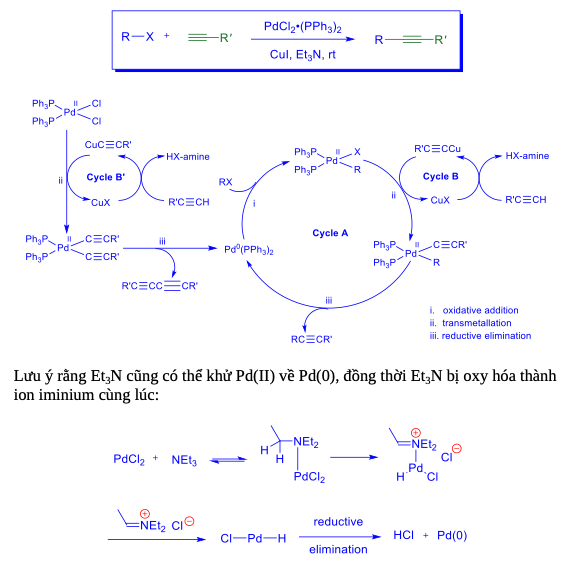 R—X + ≡—R' PdCl₂•(PPh₃)₂ R—≡—R'
CuI, Et₃N, rt
Ph₃P Cl
Pd II
Ph₃P Cl
CuC≡CR' HX-amine
ii Cycle B'
CuX R'C≡CH
Ph₃P II C≡CR'
Pd
Ph₃P C≡CR'
iii
R'C≡CC≡CR'
Ph₃P II X
Pd
Ph₃P R
RX
i
Cycle A
Pd⁰(PPh₃)₂
R'C≡CCu HX-amine
ii Cycle B
CuX R'C≡CH
Ph₃P II C≡CR'
Pd
Ph₃P R
iii
RC≡CR'
i. oxidative addition
ii. transmetallation
iii. reductive elimination
Lưu ý rằng Et₃N cũng có thể khử Pd(II) về Pd(0), đồng thời Et₃N bị oxy hóa thành
ion iminium cùng lúc:
PdCl₂ + NEt₃
H H NEt₂
PdCl₂
⊕
NEt₂ Cl ⊖
Pd
H Cl
⊕
NEt₂ Cl ⊖
Cl—Pd—H
reductive
elimination
HCl + Pd(0)